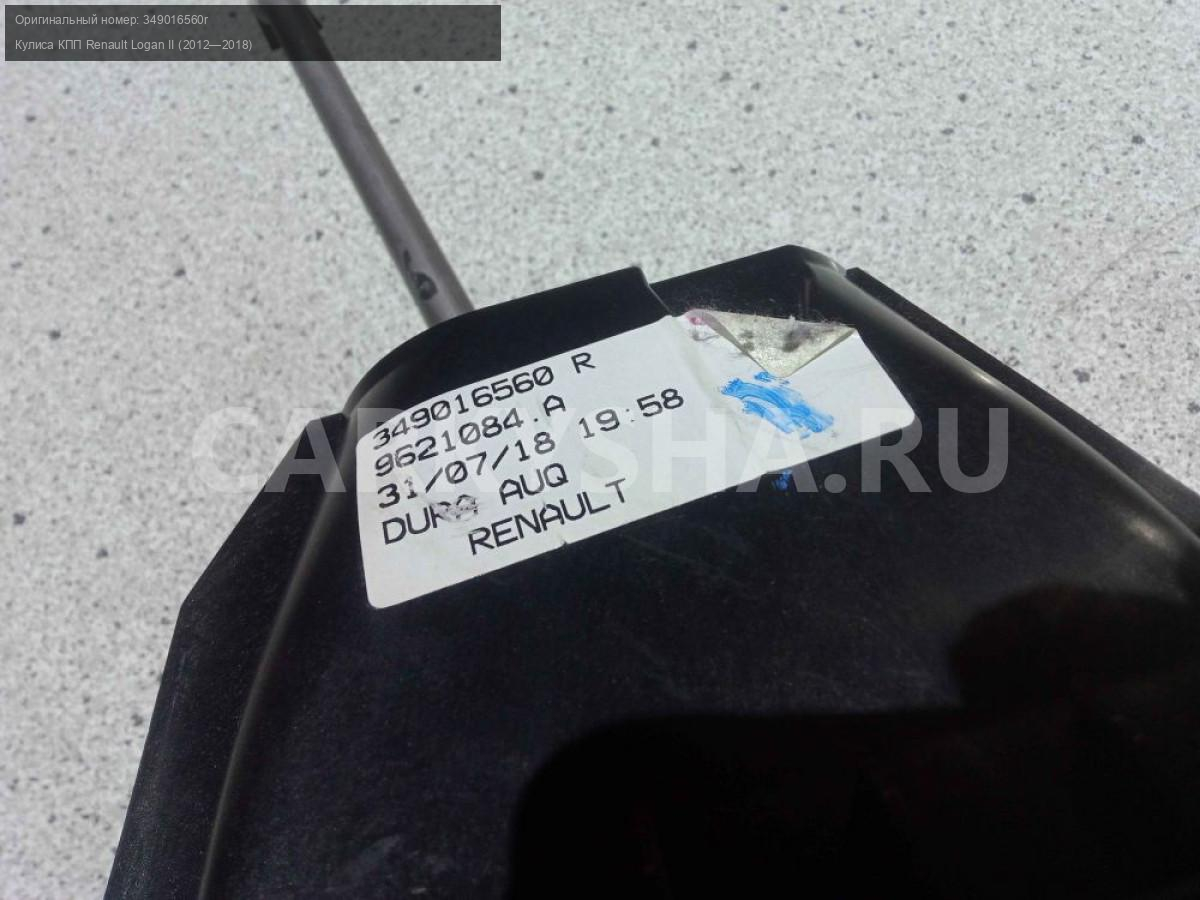 Оригинальный номер: 349016560r
Кулиса КПП Renault Logan II (2012—2018)
349016560 R
9621084.A
31/07/18 19:58
DURA AUQ
RENAULT